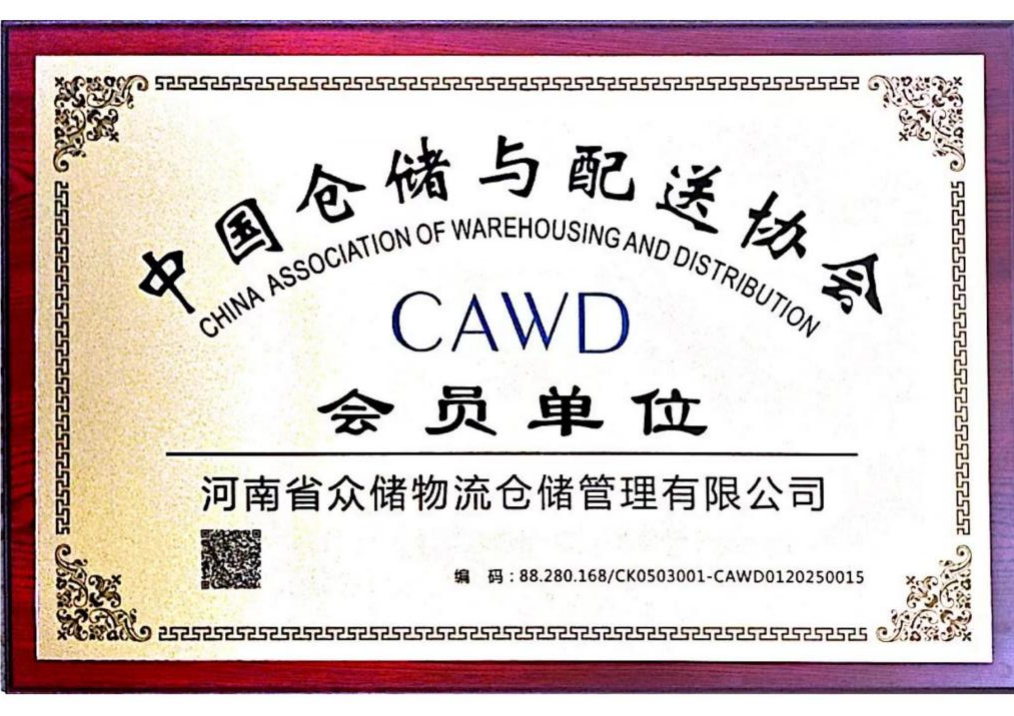 中国仓储与配送协会
CHINA ASSOCIATION OF WAREHOUSING AND DISTRIBUTION
CAWD
会员单位
河南省众储物流仓储管理有限公司
编 码：88.280.168/CK0503001-CAWD0120250015